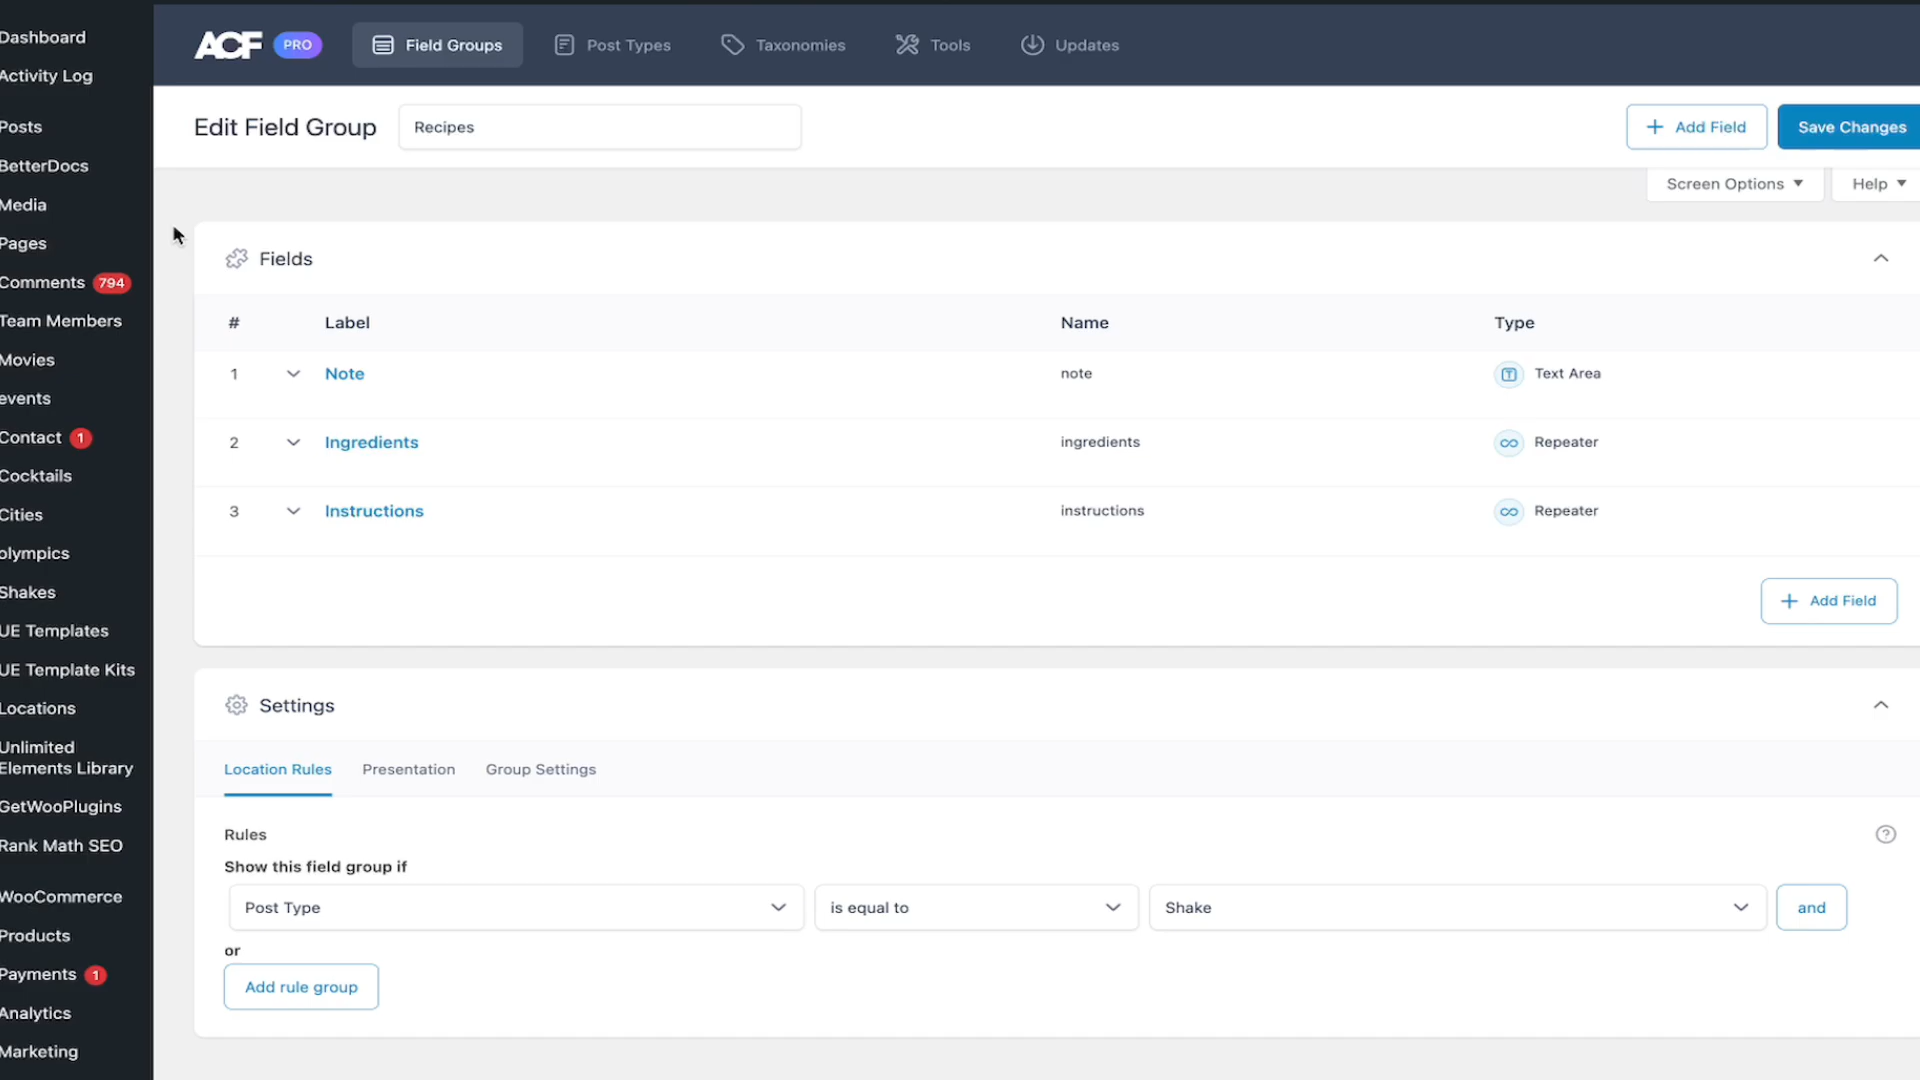 Dashboard
Activity Log
Posts
BetterDocs
Media
Pages
Comments 794
Team Members
Movies
events
Contact 1
Cocktails
Cities
olympics
Shakes
UE Templates
UE Template Kits
Locations
Unlimited
Elements Library
GetWooPlugins
Rank Math SEO
WooCommerce
Products
Payments 1
Analytics
Marketing
ACF PRO Field Groups Post Types Taxonomies Tools Updates
Edit Field Group Recipes + Add Field Save Changes
Screen Options Help
Fields
# Label Name Type
1 Note note Text Area
2 Ingredients ingredients Repeater
3 Instructions instructions Repeater
+ Add Field
Settings
Location Rules Presentation Group Settings
Rules
Show this field group if
Post Type is equal to Shake and
or
Add rule group